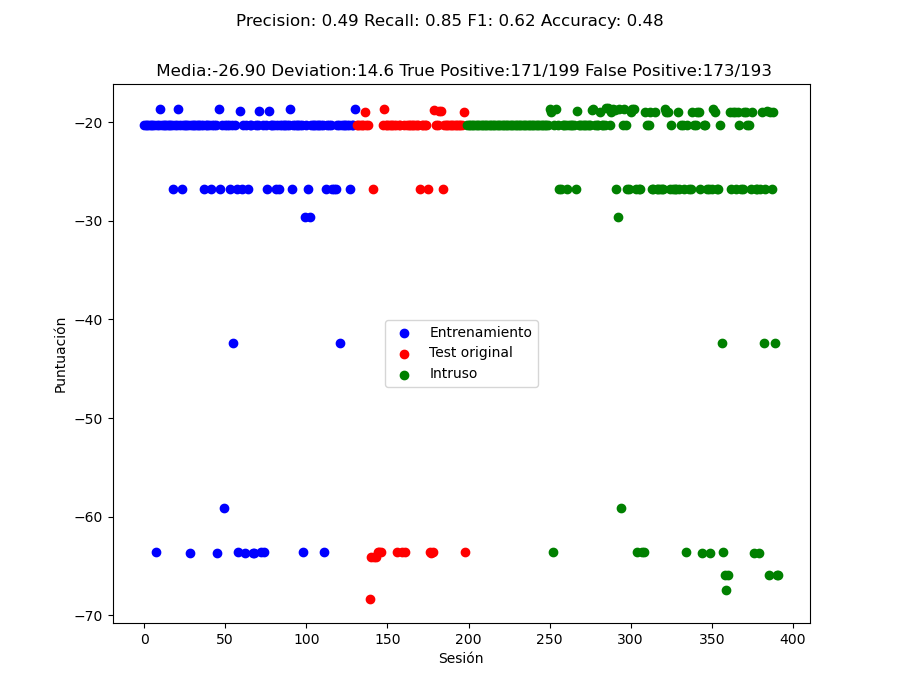 Precision: 0.49 Recall: 0.85 F1: 0.62 Accuracy: 0.48
Media:-26.90 Deviation:14.6 True Positive:171/199 False Positive:173/193
−20
−30
−40
−50
−60
−70
Puntuación
Entrenamiento
Test original
Intruso
0 50 100 150 200 250 300 350 400
Sesión